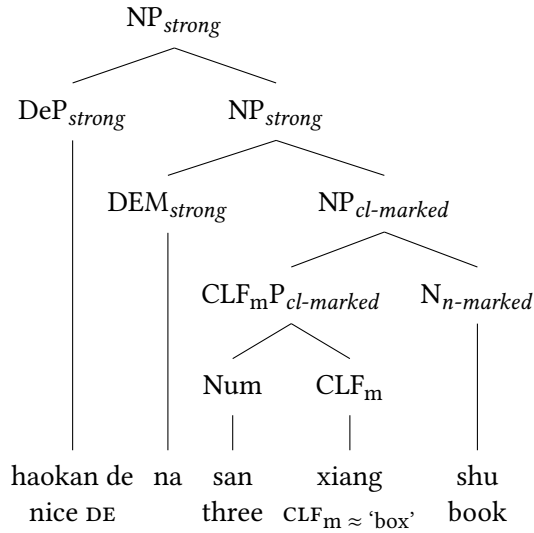 NP_strong
DeP_strong NP_strong
DEM_strong NP_cl-marked
CLF_mP_cl-marked N_n-marked
Num CLF_m
haokan de na san xiang shu
nice DE three CLF_m ≈ ‘box’ book